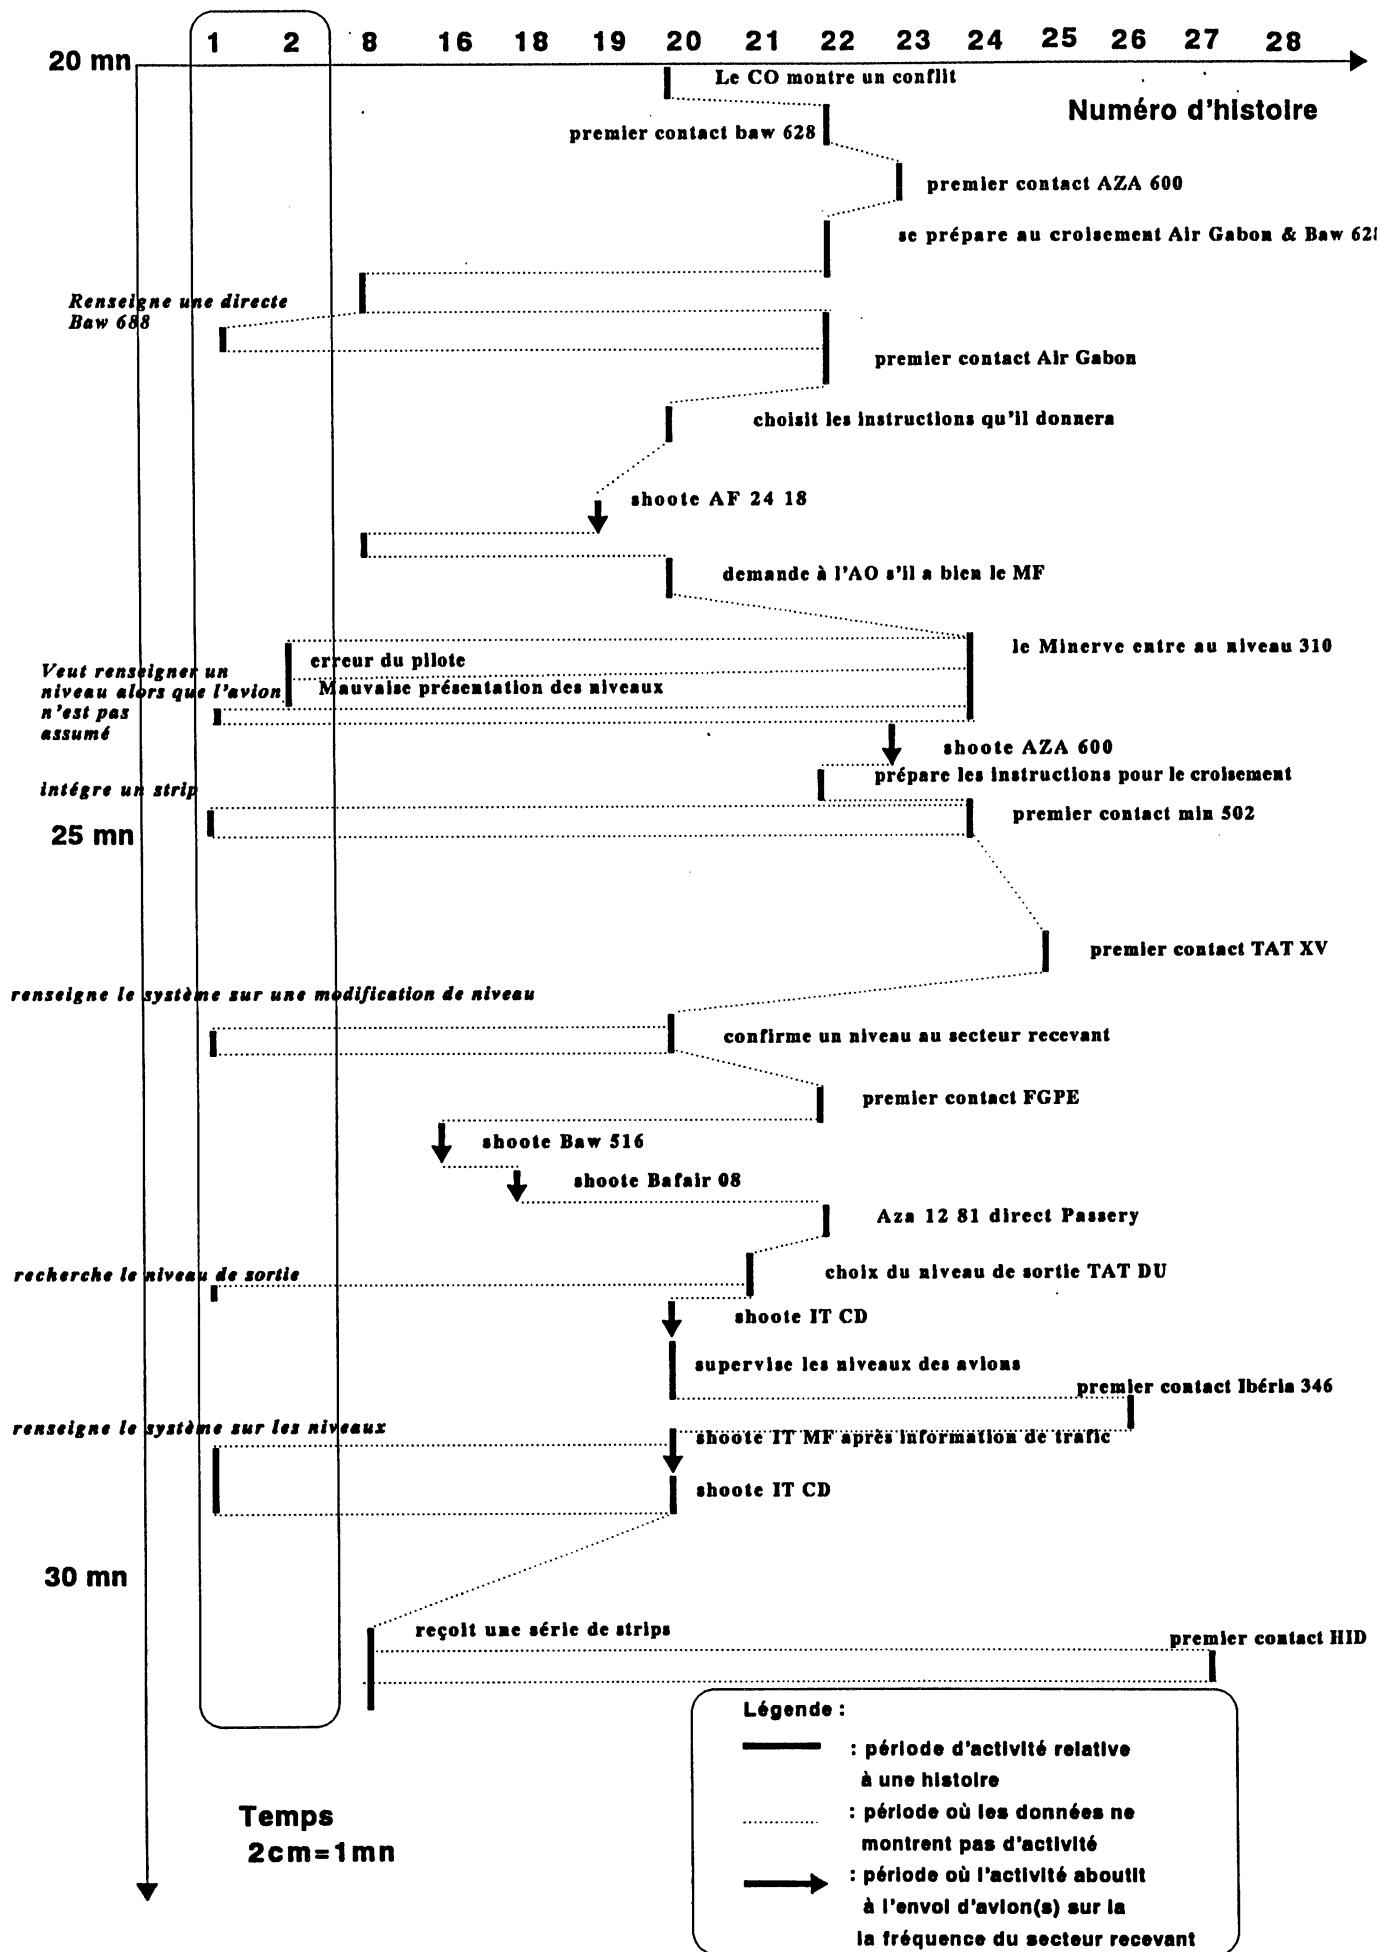 1 2 8 16 18 19 20 21 22 23 24 25 26 27 28
20 mn
Le CO montre un conflit
Numéro d'histoire
premier contact baw 628
premier contact AZA 600
se prépare au croisement Air Gabon & Baw 628
Renseigne une directe
Baw 688
premier contact Air Gabon
choisit les instructions qu'il donnera
shoote AF 24 18
demande à l'AO s'il a bien le MF
le Minerve entre au niveau 310
erreur du pilote
Mauvaise présentation des niveaux
Veut renseigner un
niveau alors que l'avion
n'est pas
assumé
shoote AZA 600
prépare les instructions pour le croisement
intégre un strip
premier contact min 502
25 mn
premier contact TAT XV
renseigne le système sur une modification de niveau
confirme un niveau au secteur recevant
premier contact FGPE
shoote Baw 516
shoote Bafair 08
Aza 12 81 direct Passery
recherche le niveau de sortie
choix du niveau de sortie TAT DU
shoote IT CD
supervise les niveaux des avions
premier contact Ibéria 346
renseigne le système sur les niveaux
shoote IT MF après information de trafic
shoote IT CD
30 mn
reçoit une série de strips
premier contact HID
Légende :
: période d'activité relative
à une histoire
: période où les données ne
montrent pas d'activité
: période où l'activité aboutit
à l'envoi d'avion(s) sur la
la fréquence du secteur recevant
Temps
2cm=1mn